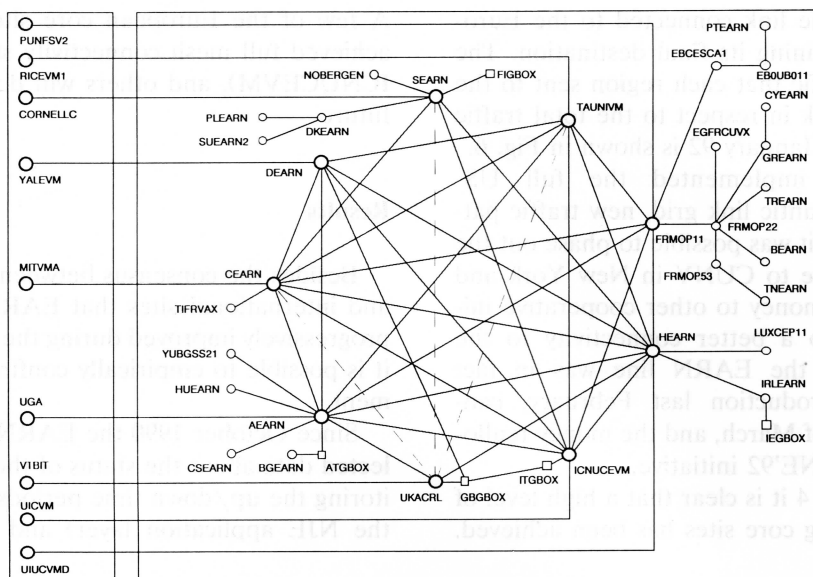 PUNFSV2
RICEVM1
CORNELLC
YALEVM
MITVMA
UGA
VTBIT
UICVM
UIUCVMD
NOBERGEN
SEARN
FIGBOX
PLEARN
DKEARN
SUEARN2
DEARN
TAUNIVM
CEARN
TIFRVAX
YUBGSS21
HUEARN
AEARN
CSEARN
BGEARN
ATGBOX
UKACRL
GBGBOX
ITGBOX
ICNUCEVM
PTEARN
EBCESCA1
EB0UB011
CYEARN
EGFRCUVX
GREARN
TREARN
FRMOP11
FRMOP22
BEARN
FRMOP53
TNEARN
HEARN
LUXCEP11
IRLEARN
IEGBOX